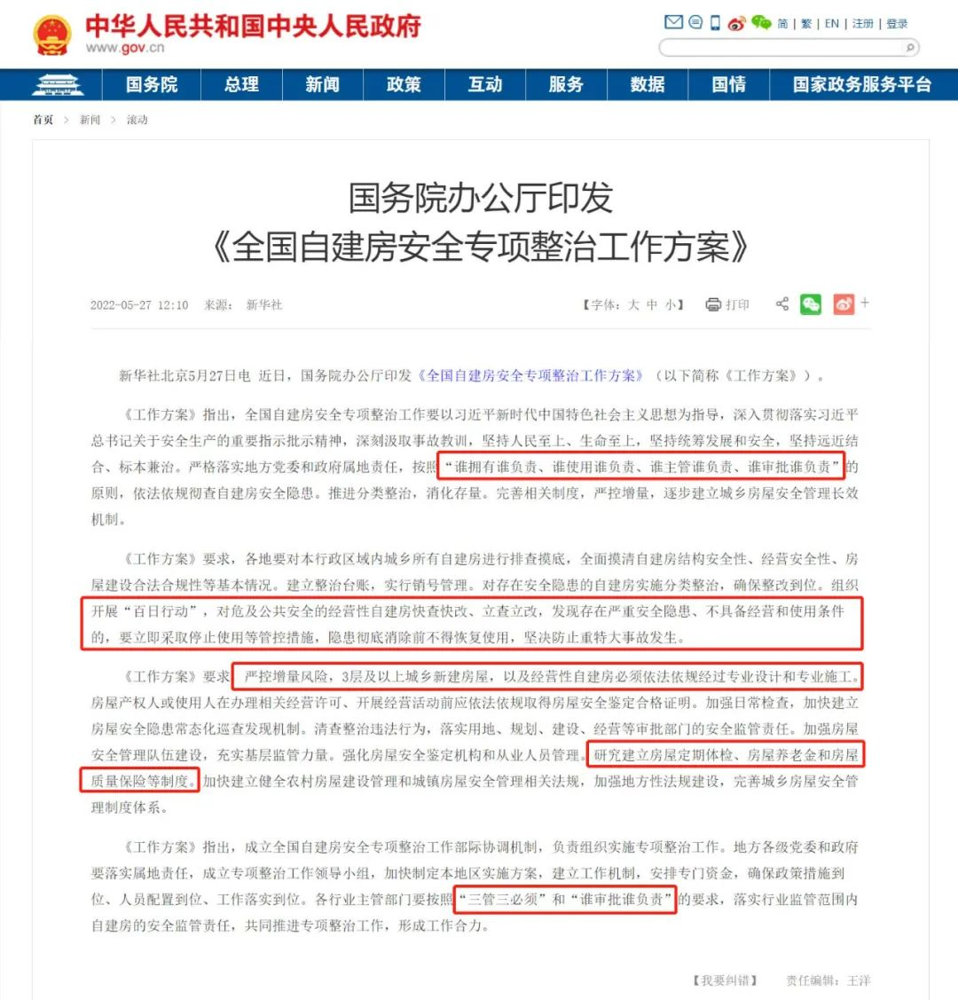 中华人民共和国中央人民政府
www.gov.cn
简 | 繁 | EN | 注册 | 登录
国务院 总理 新闻 政策 互动 服务 数据 国情 国家政务服务平台
首页 > 新闻 > 滚动
国务院办公厅印发
《全国自建房安全专项整治工作方案》
2022-05-27 12:10 来源： 新华社 【字体：大 中 小】 打印 +
新华社北京5月27日电 近日，国务院办公厅印发《全国自建房安全专项整治工作方案》（以下简称《工作方案》）。
《工作方案》指出，全国自建房安全专项整治工作要以习近平新时代中国特色社会主义思想为指导，深入贯彻落实习近平
总书记关于安全生产的重要指示批示精神，深刻汲取事故教训，坚持人民至上、生命至上，坚持统筹发展和安全，坚持远近结
合、标本兼治。严格落实地方党委和政府属地责任，按照“谁拥有谁负责、谁使用谁负责、谁主管谁负责、谁审批谁负责”的
原则，依法依规彻查自建房安全隐患。推进分类整治，消化存量。完善相关制度，严控增量，逐步建立城乡房屋安全管理长效
机制。
《工作方案》要求，各地要对本行政区域内城乡所有自建房进行排查摸底，全面摸清自建房结构安全性、经营安全性、房
屋建设合法合规性等基本情况。建立整治台账，实行销号管理。对存在安全隐患的自建房实施分类整治，确保整改到位。组织
开展“百日行动”，对危及公共安全的经营性自建房快查快改、立查立改，发现存在严重安全隐患、不具备经营和使用条件
的，要立即采取停止使用等管控措施，隐患彻底消除前不得恢复使用，坚决防止重特大事故发生。
《工作方案》要求，严控增量风险，3层及以上城乡新建房屋，以及经营性自建房必须依法依规经过专业设计和专业施工。
房屋产权人或使用人在办理相关经营许可、开展经营活动前应依法依规取得房屋安全鉴定合格证明。加强日常检查，加快建立
房屋安全隐患常态化巡查发现机制。清查整治违法行为，落实用地、规划、建设、经营等审批部门的安全监管责任。加强房屋
安全管理队伍建设，充实基层监管力量。强化房屋安全鉴定机构和从业人员管理。研究建立房屋定期体检、房屋养老金和房屋
质量保险等制度。加快建立健全农村房屋建设管理和城镇房屋安全管理相关法规，加强地方性法规建设，完善城乡房屋安全管
理制度体系。
《工作方案》指出，成立全国自建房安全专项整治工作部际协调机制，负责组织实施专项整治工作。地方各级党委和政府
要落实属地责任，成立专项整治工作领导小组，加快制定本地区实施方案，建立工作机制，安排专门资金，确保政策措施到
位、人员配置到位、工作落实到位。各行业主管部门要按照“三管三必须”和“谁审批谁负责”的要求，落实行业监管范围内
自建房的安全监管责任，共同推进专项整治工作，形成工作合力。
【我要纠错】 责任编辑：王洋